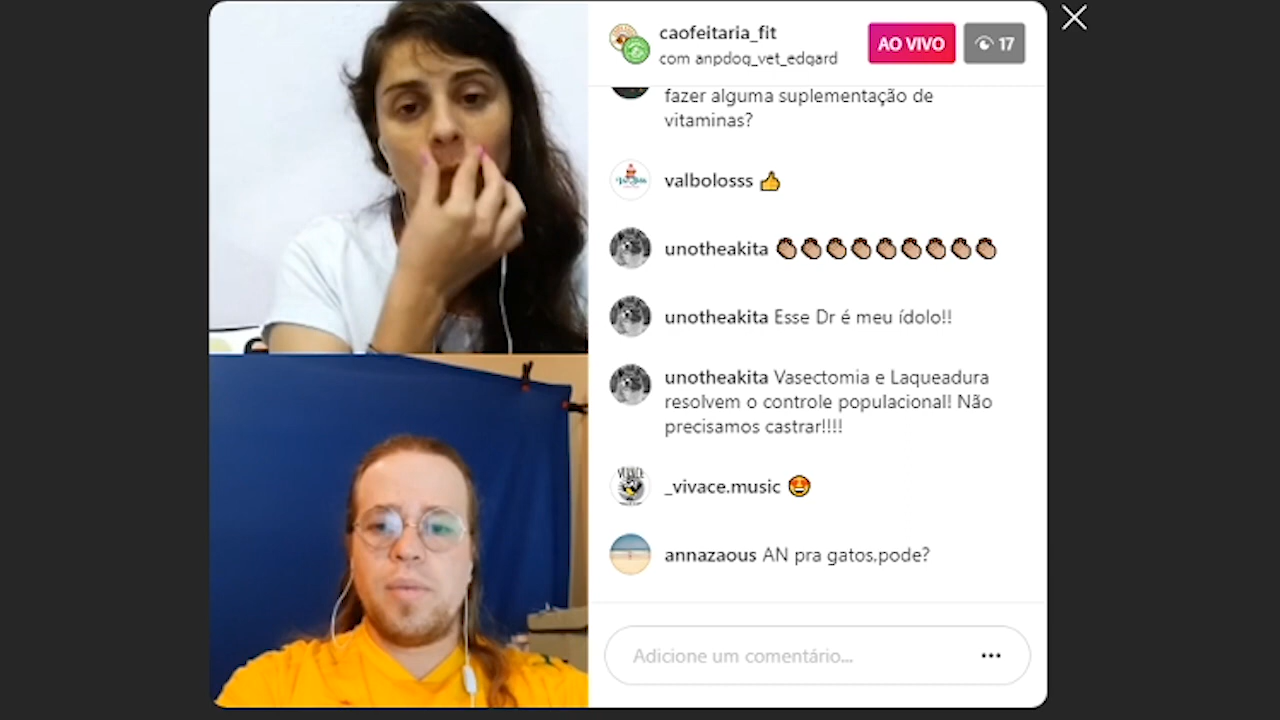 caofeitaria_fit
com anpdog_vet_edgard
AO VIVO
17
fazer alguma suplementação de
vitaminas?
valbolosss 👍
unotheakita 👏🏼👏🏼👏🏼👏🏼👏🏼👏🏼👏🏼👏🏼👏🏼
unotheakita Esse Dr é meu ídolo!!
unotheakita Vasectomia e Laqueadura
resolvem o controle populacional! Não
precisamos castrar!!!!
_vivace.music 🤩
annazaous AN pra gatos.pode?
Adicione um comentário...